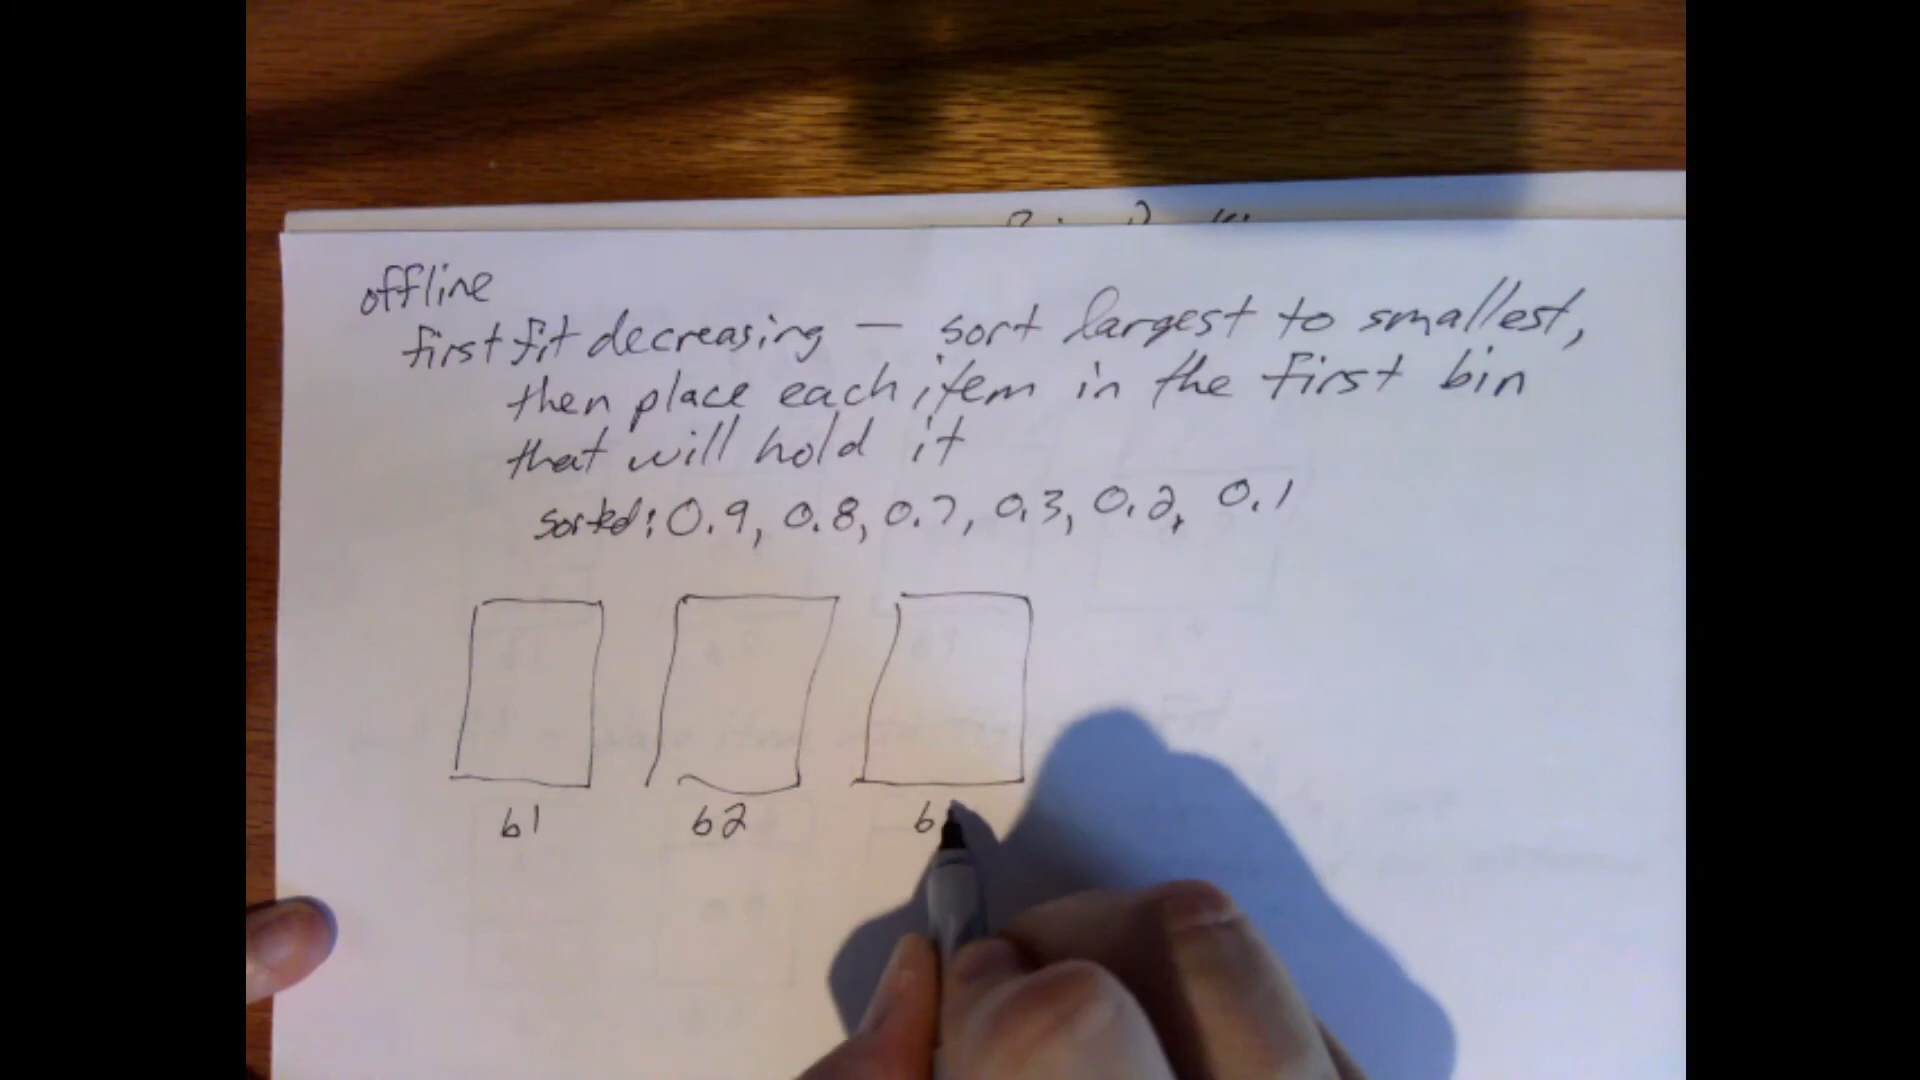 offline
first fit decreasing — sort largest to smallest,
then place each item in the first bin
that will hold it
sorted: 0.9, 0.8, 0.7, 0.3, 0.2, 0.1
b1 b2 b